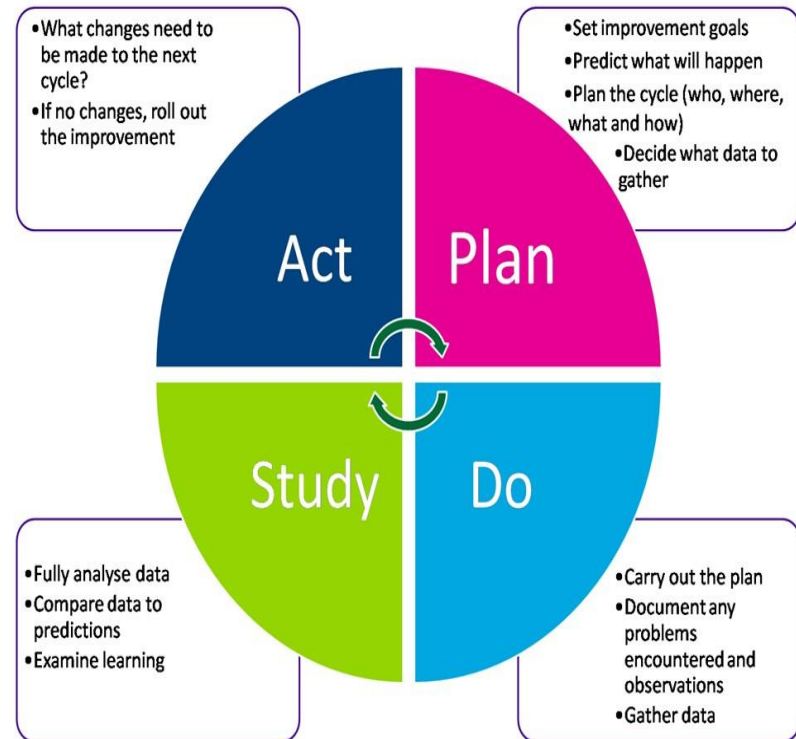 •What changes need to
be made to the next
cycle?
•If no changes, roll out
the improvement
•Set improvement goals
•Predict what will happen
•Plan the cycle (who, where,
what and how)
•Decide what data to
gather
Act
Plan
Study
Do
•Fully analyse data
•Compare data to
predictions
•Examine learning
•Carry out the plan
•Document any
problems
encountered and
observations
•Gather data